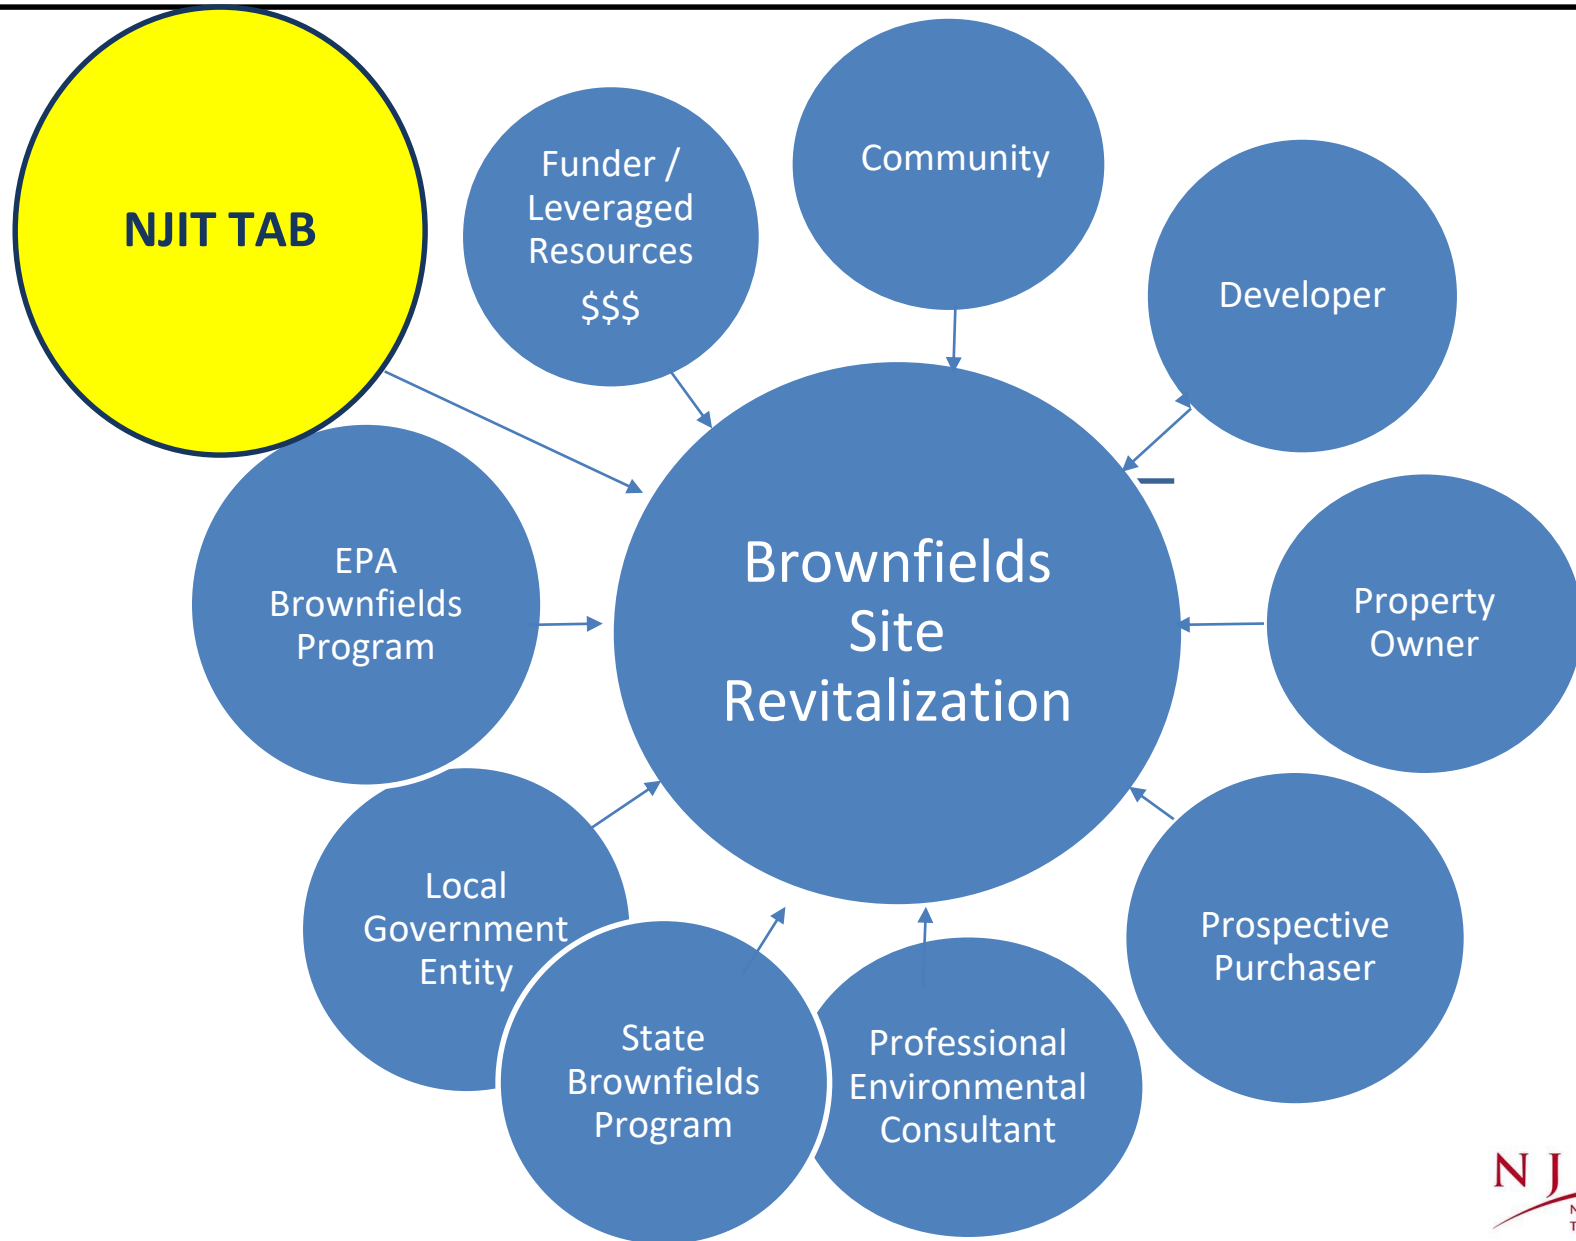 NJIT TAB
Funder /
Leveraged
Resources
$$$
Community
Developer
EPA
Brownfields
Program
Brownfields
Site
Revitalization
Property
Owner
Local
Government
Entity
Prospective
Purchaser
State
Brownfields
Program
Professional
Environmental
Consultant
N J
N
T